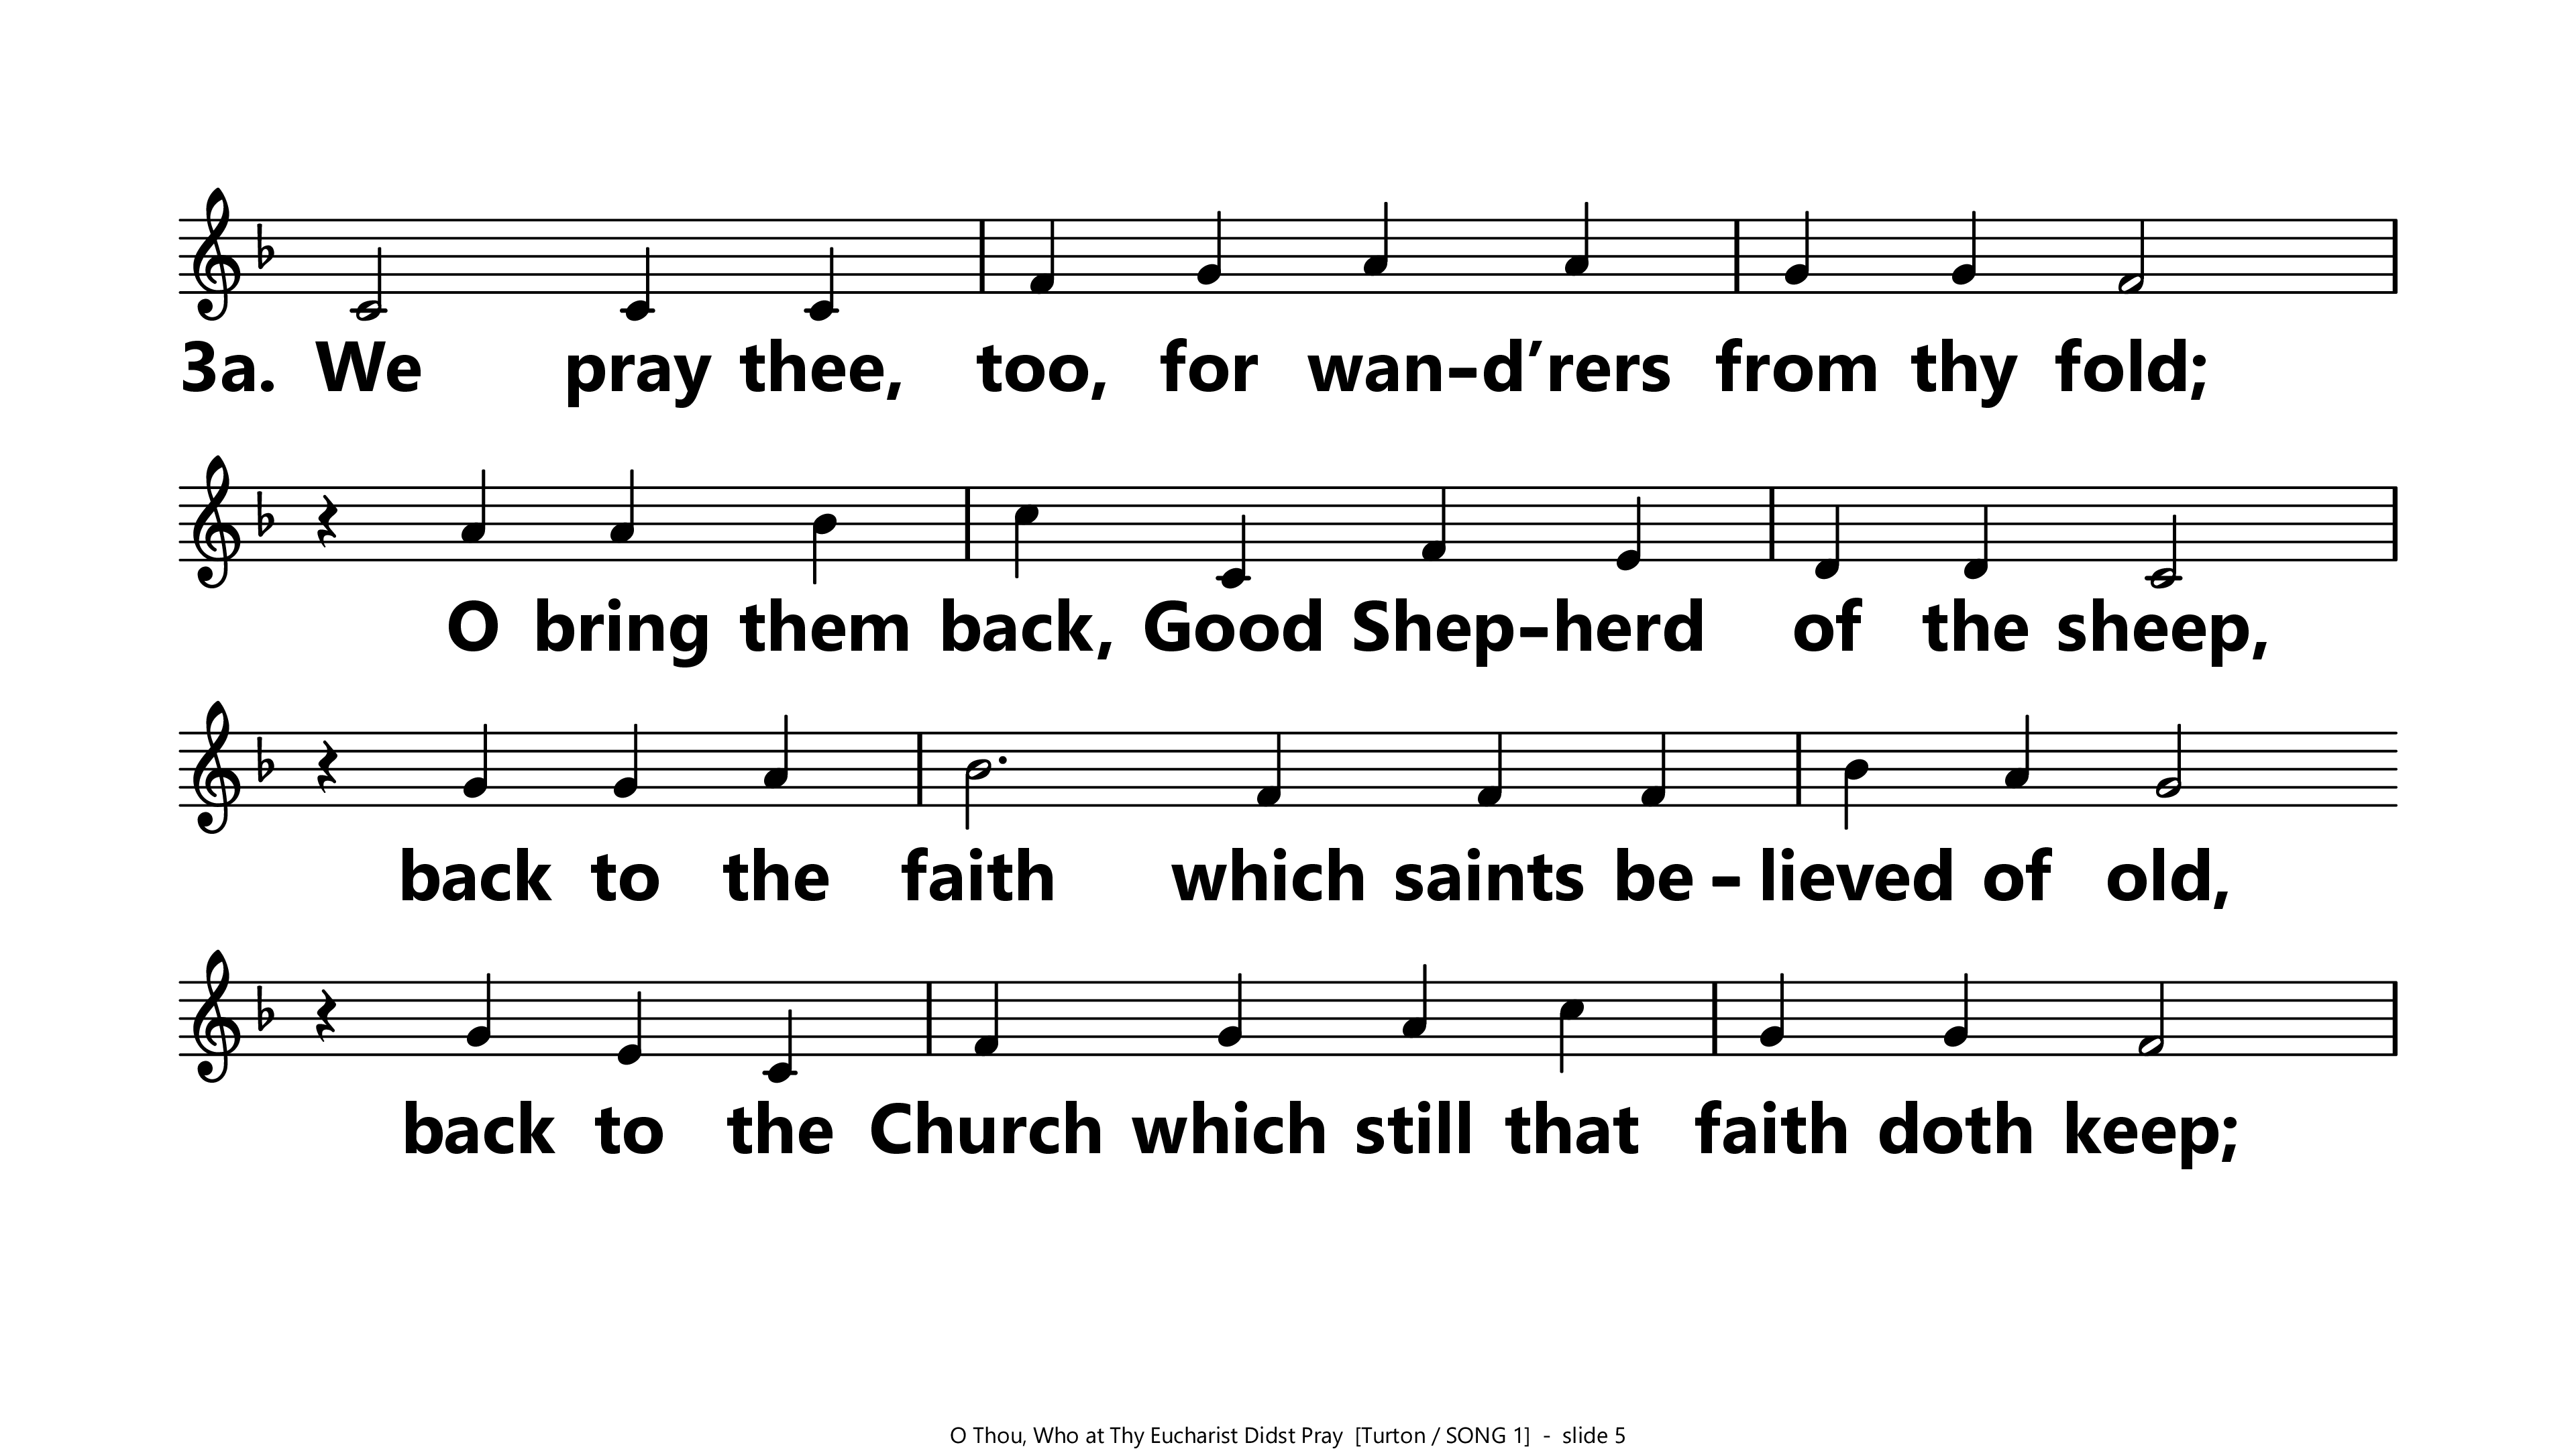 3a. We pray thee, too, for wan-d’rers from thy fold;
O bring them back, Good Shep-herd of the sheep,
back to the faith which saints be-lieved of old,
back to the Church which still that faith doth keep;
O Thou, Who at Thy Eucharist Didst Pray [Turton / SONG 1] - slide 5